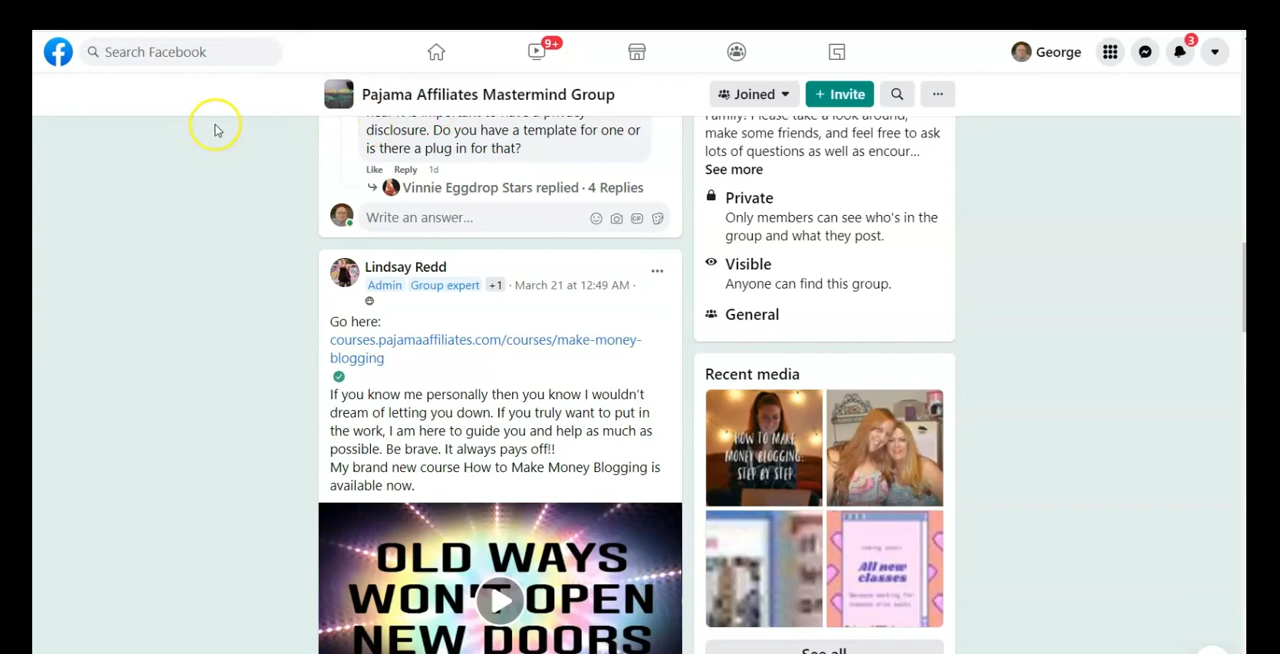 Search Facebook
9+
George
3
Pajama Affiliates Mastermind Group
Joined
+ Invite
disclosure. Do you have a template for one or
is there a plug in for that?
Like Reply 1d
Vinnie Eggdrop Stars replied · 4 Replies
Write an answer...
GIF
Lindsay Redd
Admin Group expert +1 · March 21 at 12:49 AM ·
Go here:
courses.pajamaaffiliates.com/courses/make-money-
blogging
If you know me personally then you know I wouldn't
dream of letting you down. If you truly want to put in
the work, I am here to guide you and help as much as
possible. Be brave. It always pays off!!
My brand new course How to Make Money Blogging is
available now.
OLD WAYS
WON'T OPEN
NEW DOORS
Family! Please take a look around,
make some friends, and feel free to ask
lots of questions as well as encour...
See more
Private
Only members can see who's in the
group and what they post.
Visible
Anyone can find this group.
General
Recent media
HOW TO MAKE
MONEY BLOGGING
STEP BY STEP
All new
classes
See all